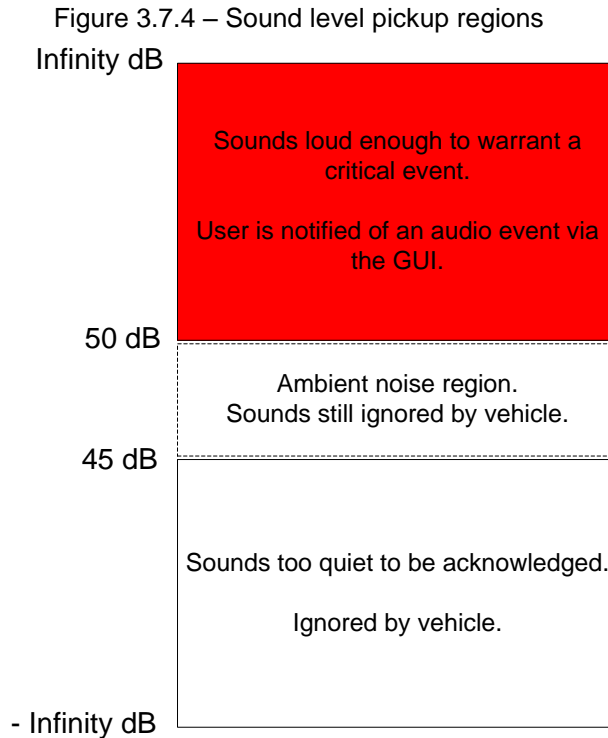 Figure 3.7.4 – Sound level pickup regions
Infinity dB
Sounds loud enough to warrant a
critical event.
User is notified of an audio event via
the GUI.
50 dB
Ambient noise region.
Sounds still ignored by vehicle.
45 dB
Sounds too quiet to be acknowledged.
Ignored by vehicle.
- Infinity dB